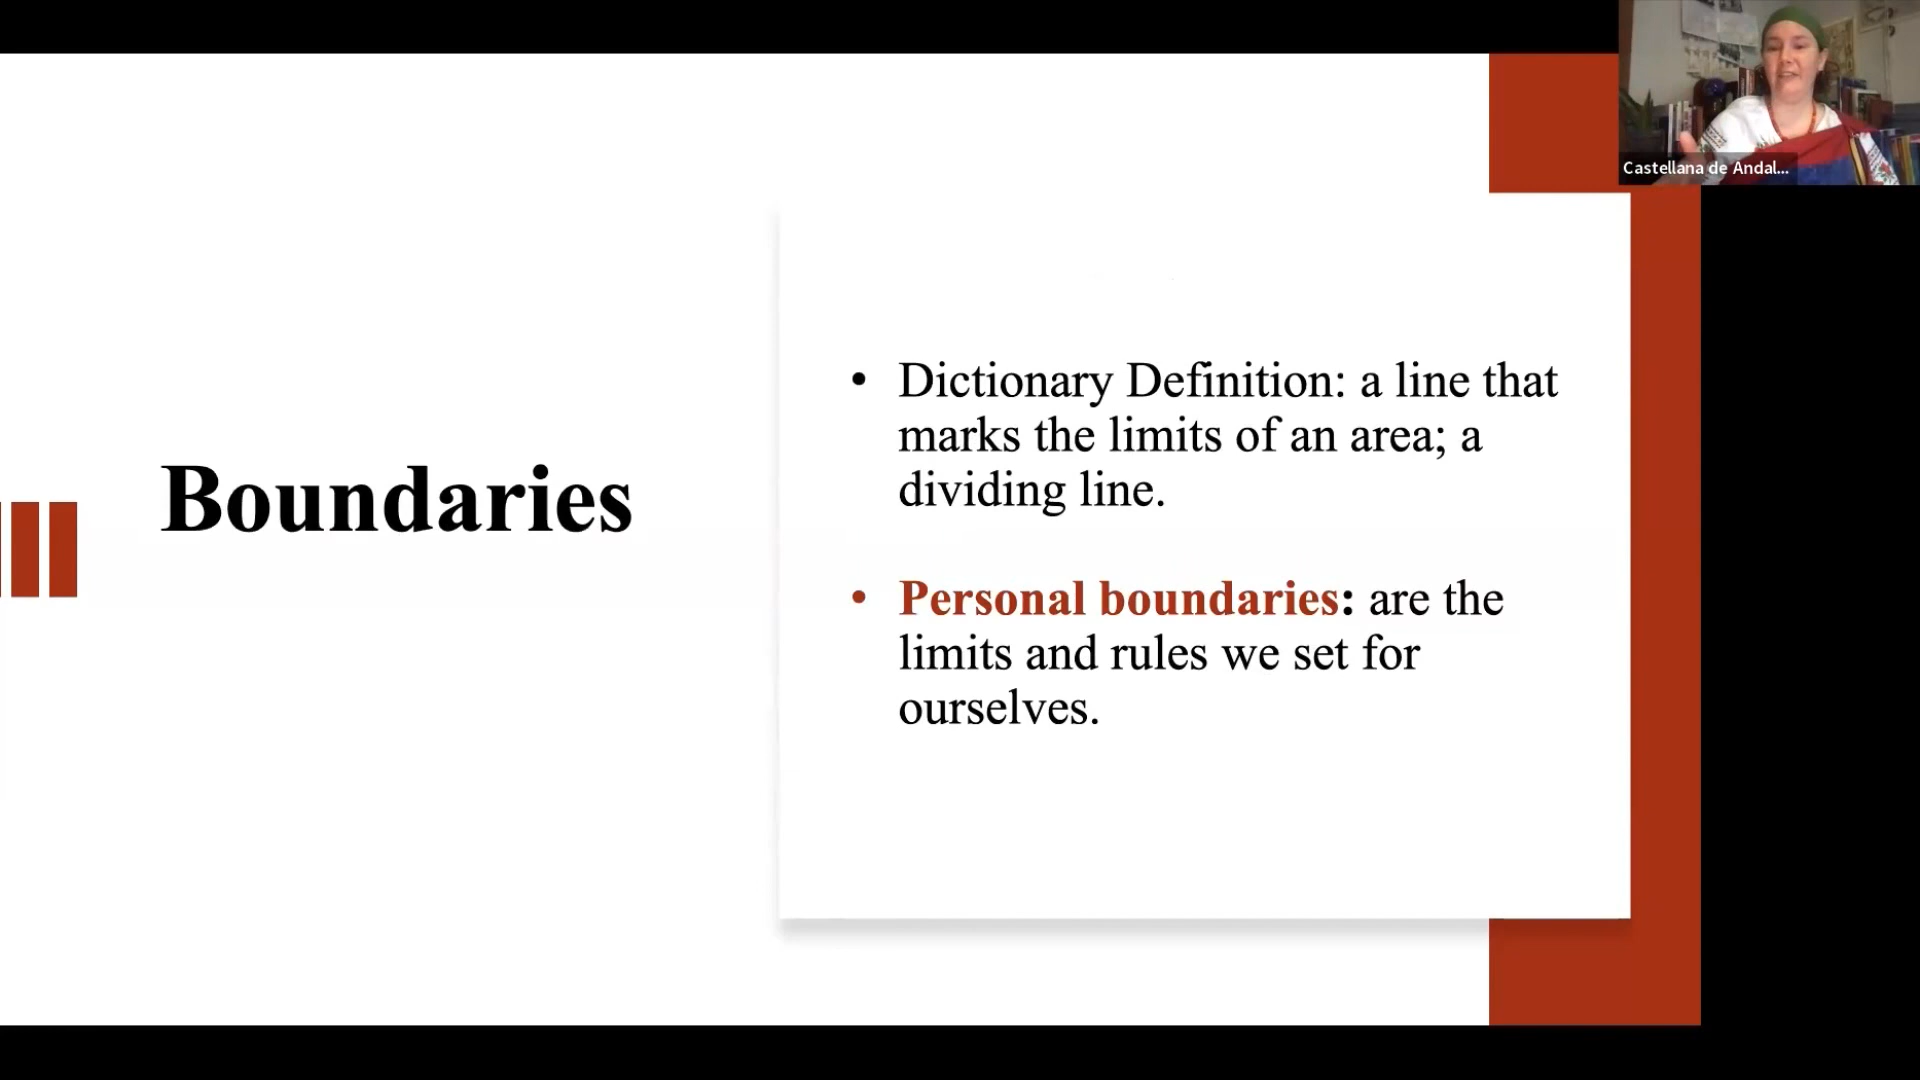 Castellana de Andal...
Boundaries
• Dictionary Definition: a line that
marks the limits of an area; a
dividing line.
• Personal boundaries: are the
limits and rules we set for
ourselves.